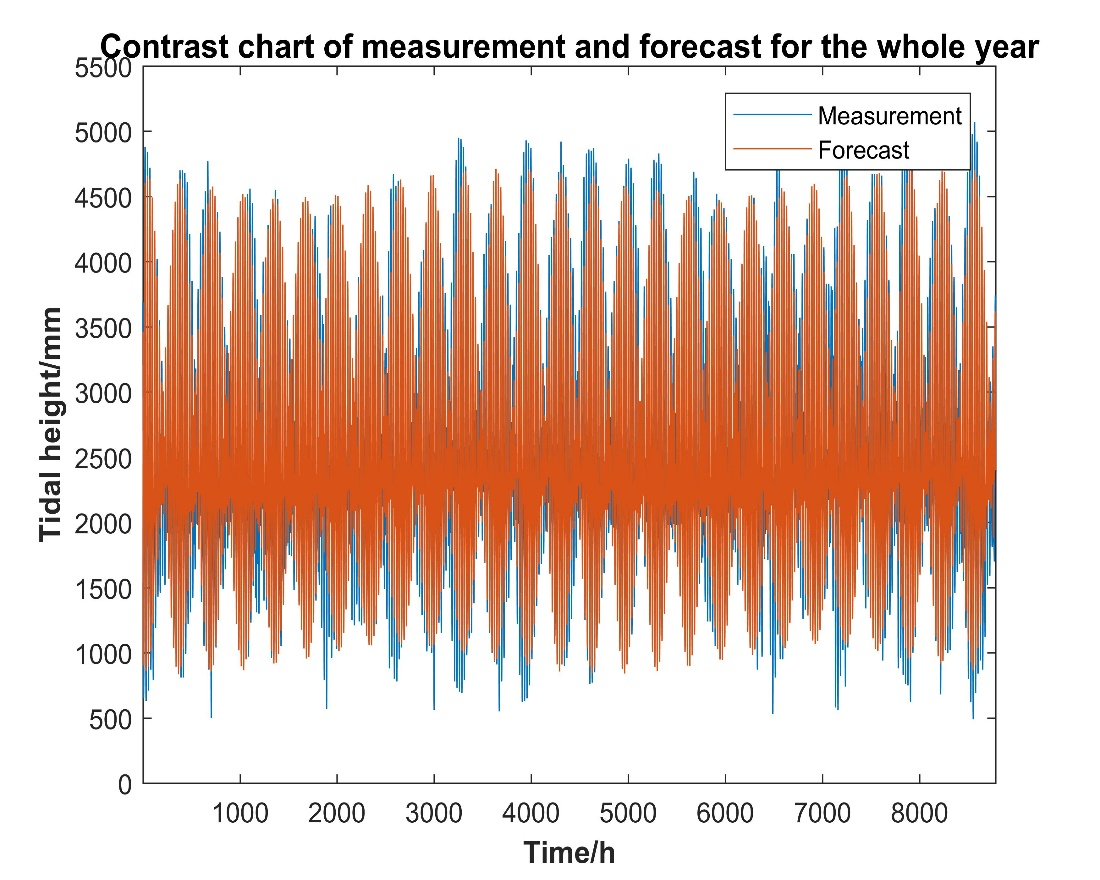 Contrast chart of measurement and forecast for the whole year
5500
5000
4500
4000
3500
3000
2500
2000
1500
1000
500
0
Tidal height/mm
Measurement
Forecast
1000 2000 3000 4000 5000 6000 7000 8000
Time/h